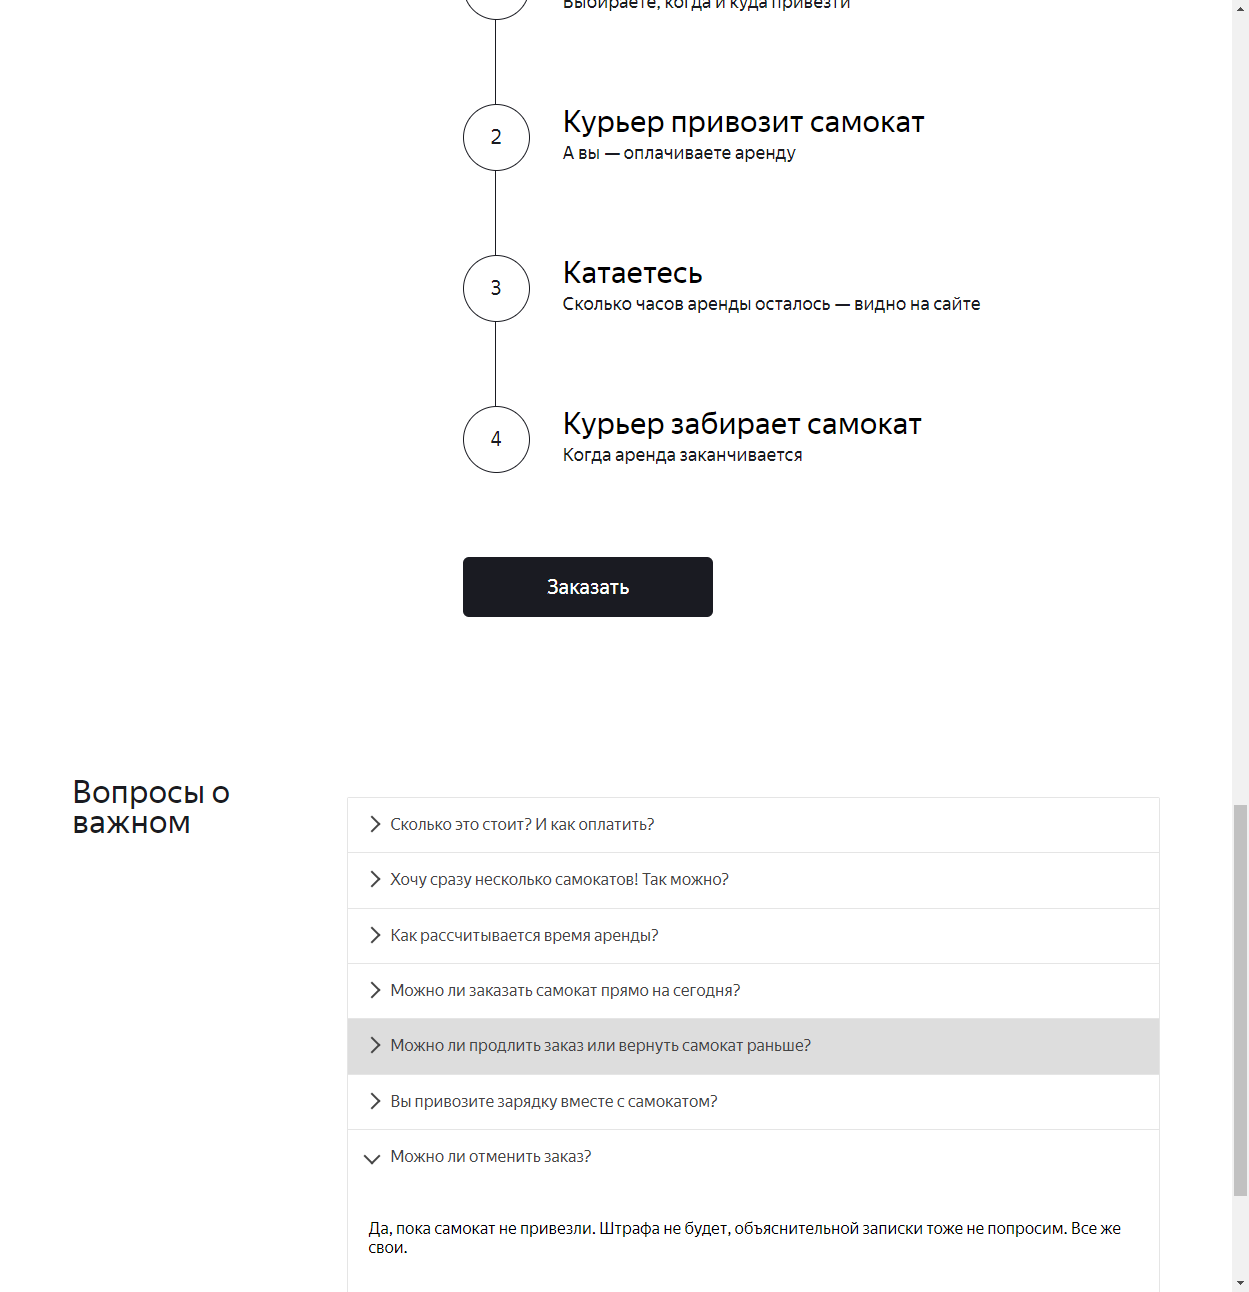 Выбираете, когда и куда привезти
2
Курьер привозит самокат
А вы — оплачиваете аренду
3
Катаетесь
Сколько часов аренды осталось — видно на сайте
4
Курьер забирает самокат
Когда аренда заканчивается
Заказать
Вопросы о
важном
Сколько это стоит? И как оплатить?
Хочу сразу несколько самокатов! Так можно?
Как рассчитывается время аренды?
Можно ли заказать самокат прямо на сегодня?
Можно ли продлить заказ или вернуть самокат раньше?
Вы привозите зарядку вместе с самокатом?
Можно ли отменить заказ?
Да, пока самокат не привезли. Штрафа не будет, объяснительной записки тоже не попросим. Все же
свои.